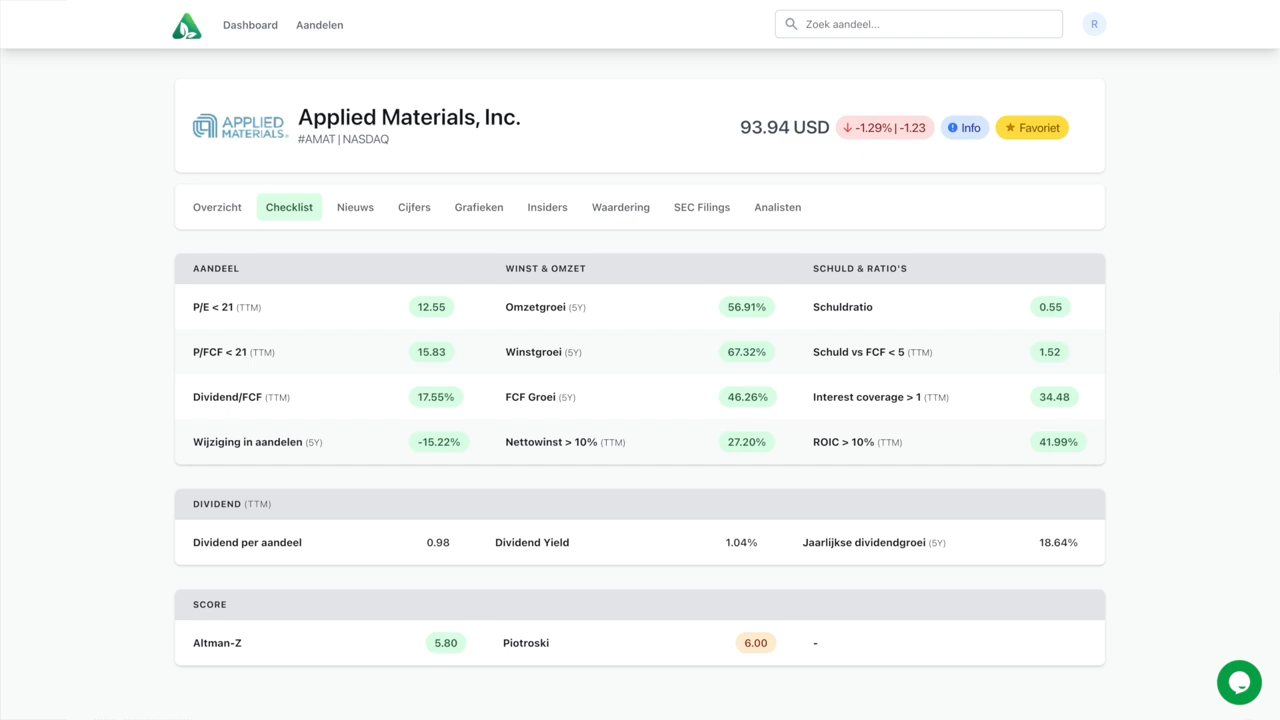 Dashboard Aandelen Zoek aandeel... R
APPLIED MATERIALS®
Applied Materials, Inc.
#AMAT | NASDAQ
93.94 USD -1.29% | -1.23 Info Favoriet
Overzicht Checklist Nieuws Cijfers Grafieken Insiders Waardering SEC Filings Analisten
AANDEEL WINST & OMZET SCHULD & RATIO'S
P/E < 21 (TTM) 12.55 Omzetgroei (5Y) 56.91% Schuldratio 0.55
P/FCF < 21 (TTM) 15.83 Winstgroei (5Y) 67.32% Schuld vs FCF < 5 (TTM) 1.52
Dividend/FCF (TTM) 17.55% FCF Groei (5Y) 46.26% Interest coverage > 1 (TTM) 34.48
Wijziging in aandelen (5Y) -15.22% Nettowinst > 10% (TTM) 27.20% ROIC > 10% (TTM) 41.99%
DIVIDEND (TTM)
Dividend per aandeel 0.98 Dividend Yield 1.04% Jaarlijkse dividendgroei (5Y) 18.64%
SCORE
Altman-Z 5.80 Piotroski 6.00 -